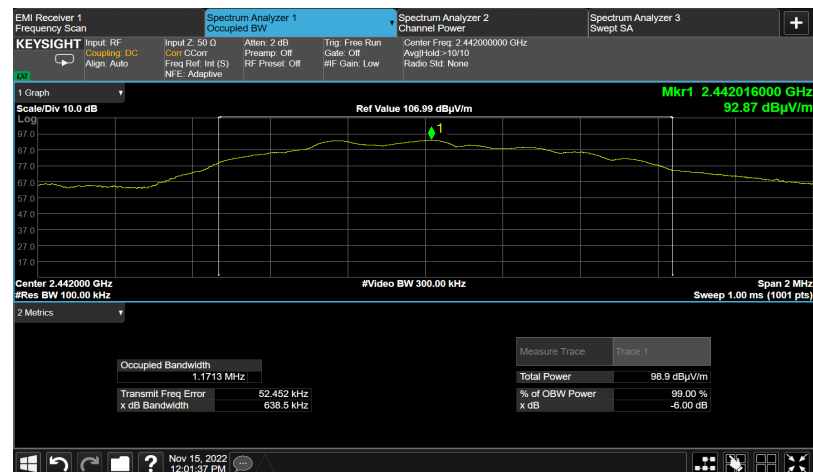 EMI Receiver 1
Frequency Scan
Spectrum Analyzer 1
Occupied BW
Spectrum Analyzer 2
Channel Power
Spectrum Analyzer 3
Swept SA
+
KEYSIGHT
Input: RF
Coupling: DC
Align: Auto
Input Z: 50 Ω
Corr CCorr
Freq Ref: Int (S)
NFE: Adaptive
Atten: 2 dB
Preamp: Off
RF Presel: Off
Trig: Free Run
Gate: Off
#IF Gain: Low
Center Freq: 2.442000000 GHz
Avg|Hold:>10/10
Radio Std: None
LXI
1 Graph
Mkr1 2.442016000 GHz
92.87 dBµV/m
Scale/Div 10.0 dB
Ref Value 106.99 dBµV/m
Log
97.0
87.0
77.0
67.0
57.0
47.0
37.0
27.0
17.0
1
Center 2.442000 GHz
#Video BW 300.00 kHz
Span 2 MHz
#Res BW 100.00 kHz
Sweep 1.00 ms (1001 pts)
2 Metrics
Measure Trace
Trace 1
Occupied Bandwidth
1.1713 MHz
Total Power
98.9 dBµV/m
Transmit Freq Error
52.452 kHz
% of OBW Power
99.00 %
x dB Bandwidth
638.5 kHz
x dB
-6.00 dB
?
Nov 15, 2022
12:01:37 PM